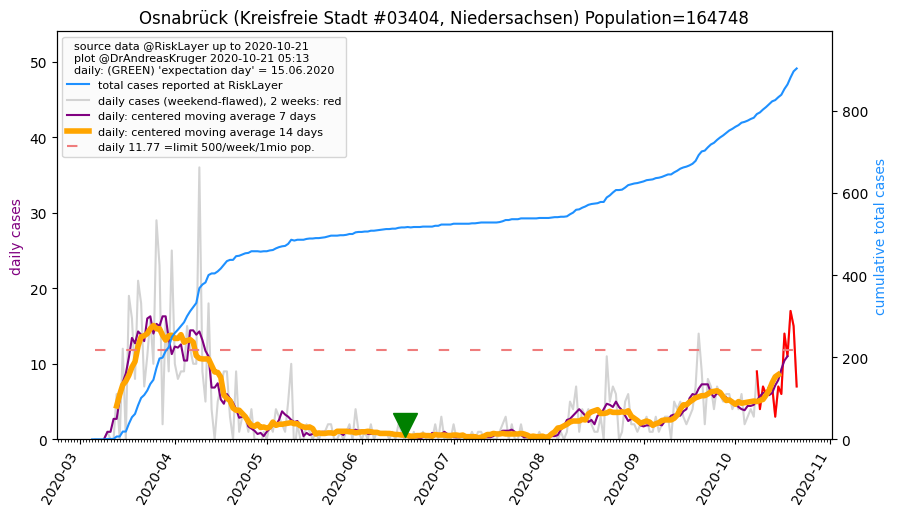 Osnabrück (Kreisfreie Stadt #03404, Niedersachsen) Population=164748
source data @RiskLayer up to 2020-10-21
plot @DrAndreasKruger 2020-10-21 05:13
daily: (GREEN) 'expectation day' = 15.06.2020
total cases reported at RiskLayer
daily cases (weekend-flawed), 2 weeks: red
daily: centered moving average 7 days
daily: centered moving average 14 days
daily 11.77 =limit 500/week/1mio pop.
daily cases
50
40
30
20
10
0
cumulative total cases
800
600
400
200
0
2020-03
2020-04
2020-05
2020-06
2020-07
2020-08
2020-09
2020-10
2020-11